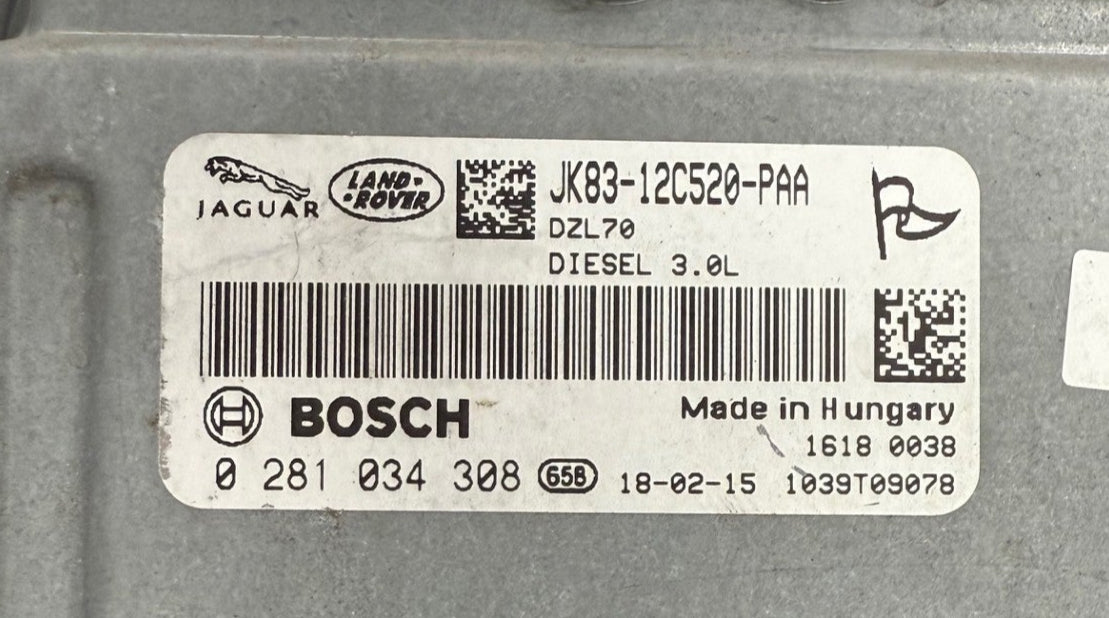 JAGUAR
LAND-
-ROVER
JK83-12C520-PAA
DZL70
DIESEL 3.0L
BOSCH
Made in Hungary
1618 0038
0 281 034 308 65B 18-02-15 1039T09078